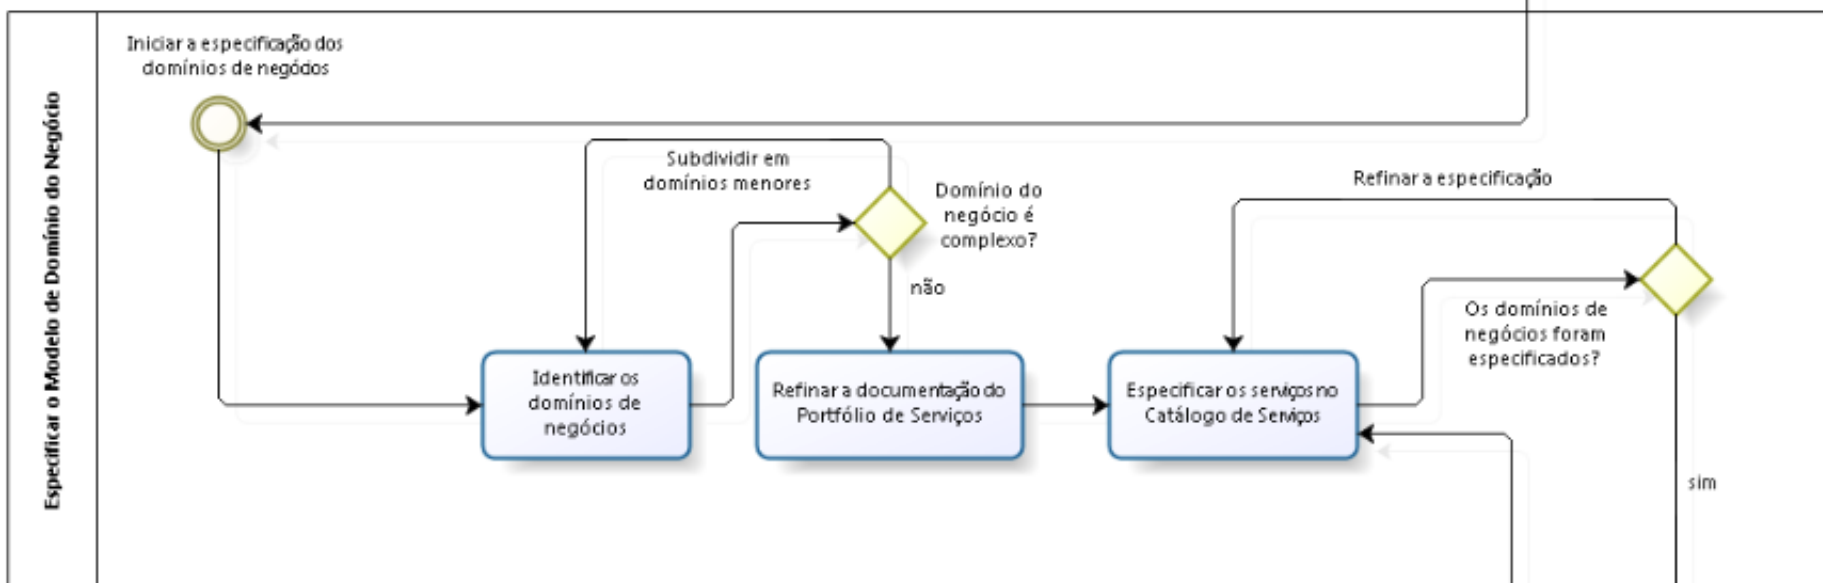 Especificar o Modelo de Domínio do Negócio
Iniciar a especificação dos
domínios de negódos
Subdividir em
domínios menores
Domínio do
negócio é
complexo?
não
Identificar os
domínios de
negócios
Refinar a documentação do
Portfólio de Serviços
Refinar a especificação
Especificar os serviços no
Catálogo de Serviços
Os domínios de
negócios foram
especificados?
sim